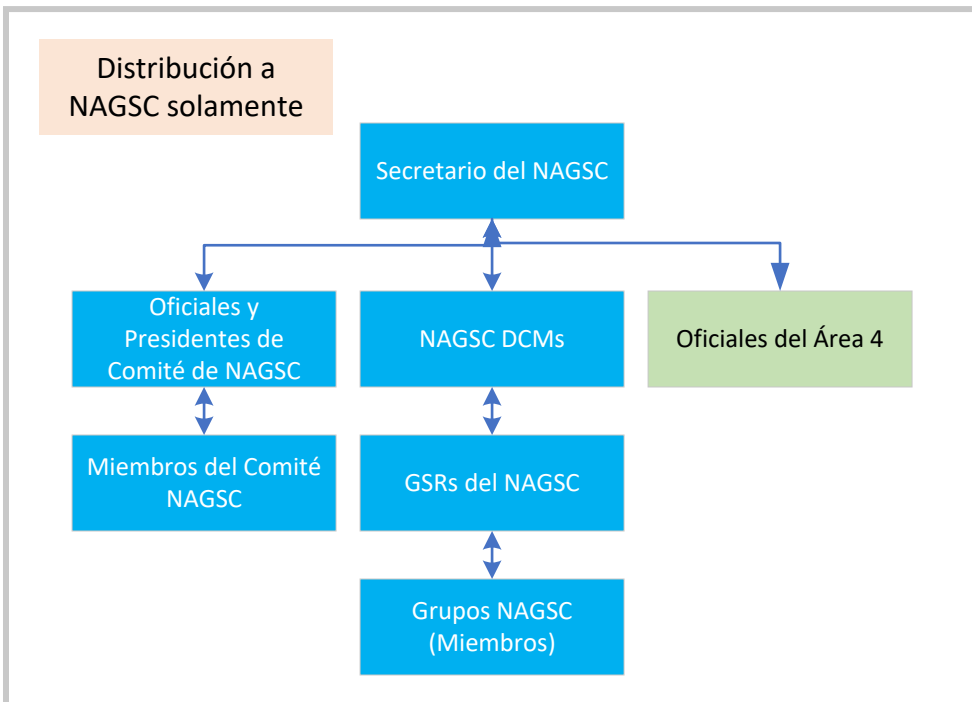 Distribución a
NAGSC solamente
Secretario del NAGSC
Oficiales y
Presidentes de
Comité de NAGSC
NAGSC DCMs
Oficiales del Área 4
Miembros del Comité
NAGSC
GSRs del NAGSC
Grupos NAGSC
(Miembros)